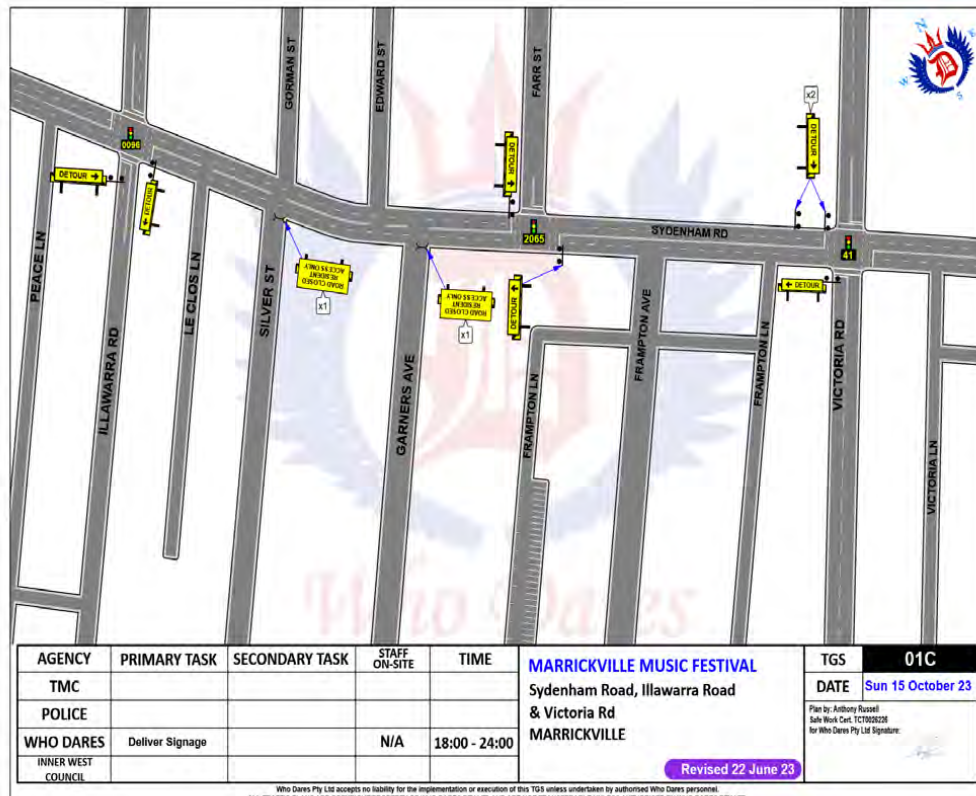 GORMAN ST
EDWARD ST
FARR ST
x2
DETOUR
DETOUR
0096
DETOUR
DETOUR
2065
SYDENHAM RD
41
PEACE LN
ILLAWARRA RD
LE CLOS LN
SILVER ST
ROAD CLOSED
RESIDENT
ACCESS ONLY
x1
GARNERS AVE
ROAD CLOSED
RESIDENT
ACCESS ONLY
x1
DETOUR
DETOUR
FRAMPTON LN
FRAMPTON AVE
FRAMPTON LN
VICTORIA RD
VICTORIA LN
N
W
S
D
Who Dares
AGENCY PRIMARY TASK SECONDARY TASK STAFF ON-SITE TIME
TMC
POLICE
WHO DARES Deliver Signage N/A 18:00 - 24:00
INNER WEST
COUNCIL
MARRICKVILLE MUSIC FESTIVAL
Sydenham Road, Illawarra Road
& Victoria Rd
MARRICKVILLE
Revised 22 June 23
TGS 01C
DATE Sun 15 October 23
Plan by: Anthony Russell
Safe Work Cert. TCT0026226
for Who Dares Pty Ltd Signature:
Who Dares Pty Ltd accepts no liability for the implementation or execution of this TGS unless undertaken by authorised Who Dares personnel.